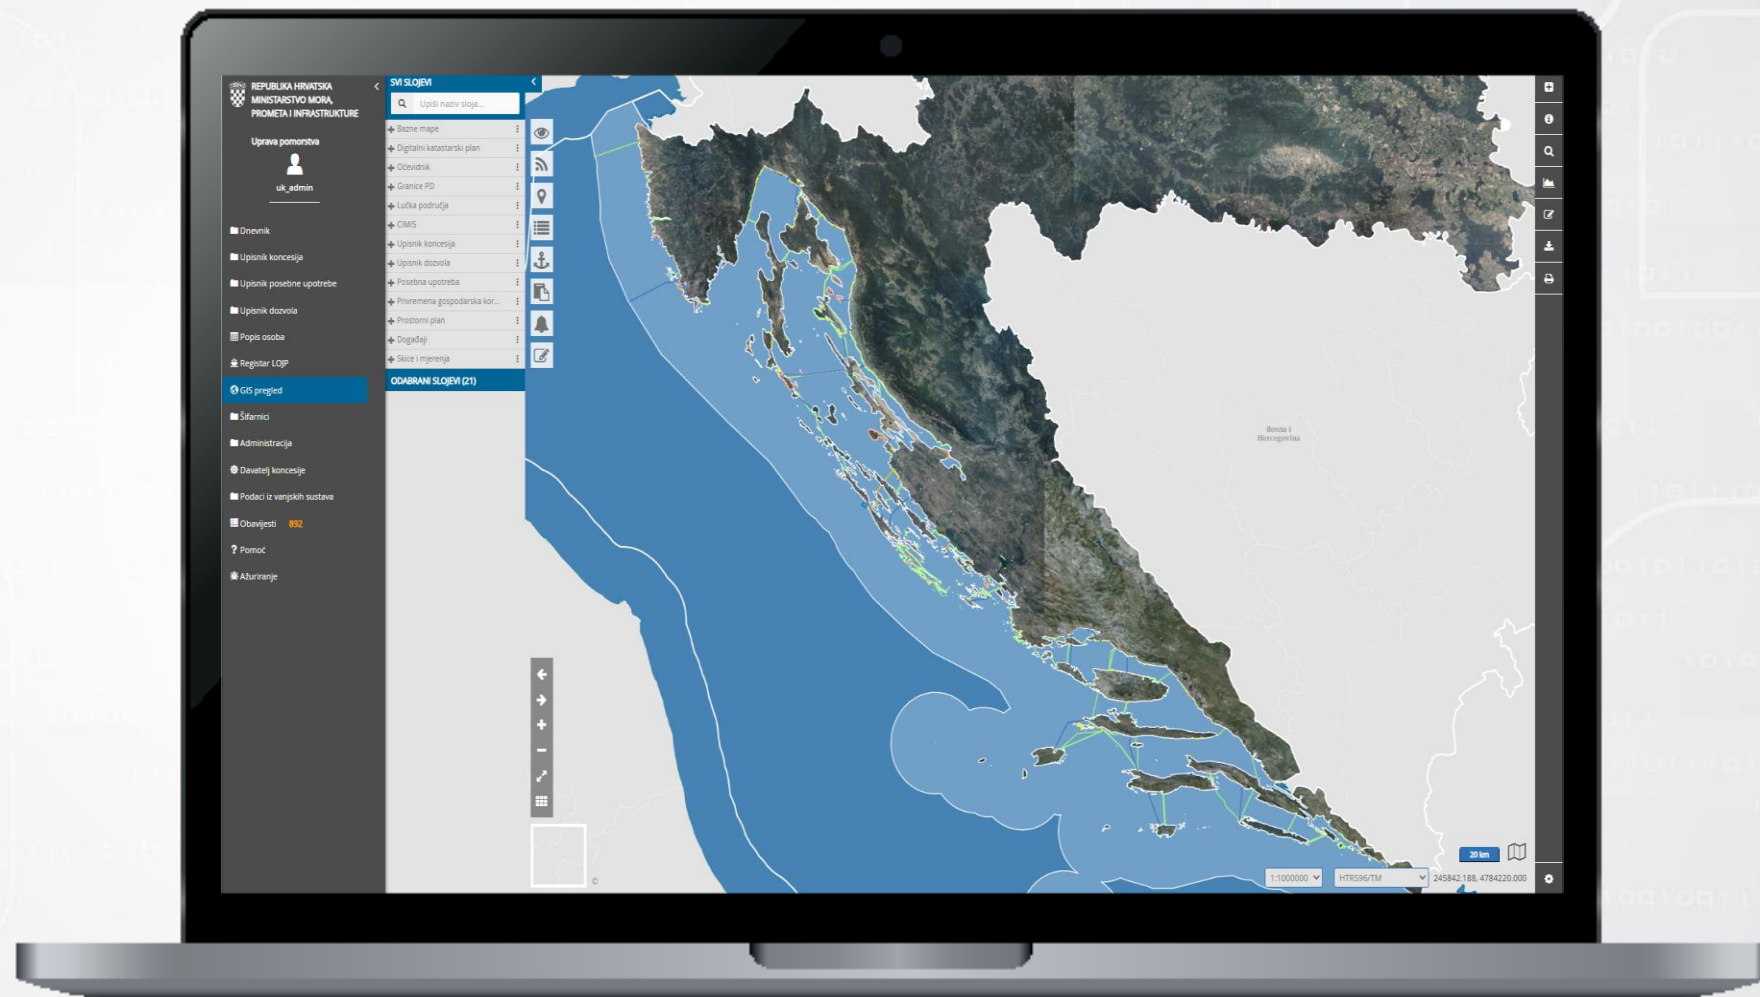 REPUBLIKA HRVATSKA
MINISTARSTVO MORA,
PROMETA I INFRASTRUKTURE
Uprava pomorstva
uk_admin
Dnevnik
Upisnik koncesija
Upisnik posebne upotrebe
Upisnik dozvola
Popis osoba
Registar LOJP
GIS pregled
Šifarnici
Administracija
Davatelj koncesije
Podaci iz vanjskih sustava
Obavijesti 892
Pomoć
Ažuriranje
SVI SLOJEVI
Upiši naziv sloja...
Bazne mape
Digitalni katastarski plan
Očevidnik
Granice PD
Lučka područja
CIMIS
Upisnik koncesija
Upisnik dozvola
Posebna upotreba
Privremena gospodarska kor...
Prostorni plan
Događaji
Skice i mjerenja
ODABRANI SLOJEVI (21)
Bosna i
Hercegovina
20 km
1:1000000
HTRS96/TM
245842.188, 4784220.000
©